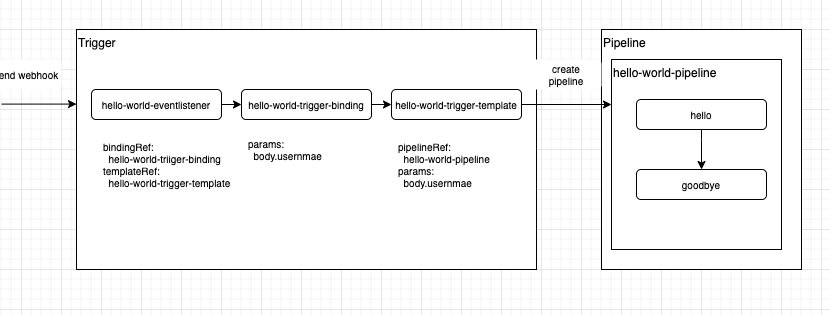 Trigger
Pipeline
end webhook
create
pipeline
hello-world-pipeline
hello-world-eventlistener
hello-world-trigger-binding
hello-world-trigger-template
hello
bindingRef:
hello-world-triiger-binding
templateRef:
hello-world-trigger-template
params:
body.usernmae
pipelineRef:
hello-world-pipeline
params:
body.usernmae
goodbye